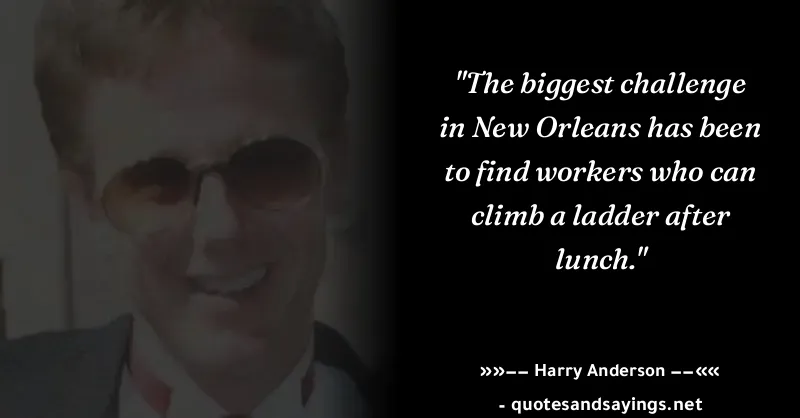 "The biggest challenge
in New Orleans has been
to find workers who can
climb a ladder after
lunch."
»»–– Harry Anderson ––««
- quotesandsayings.net